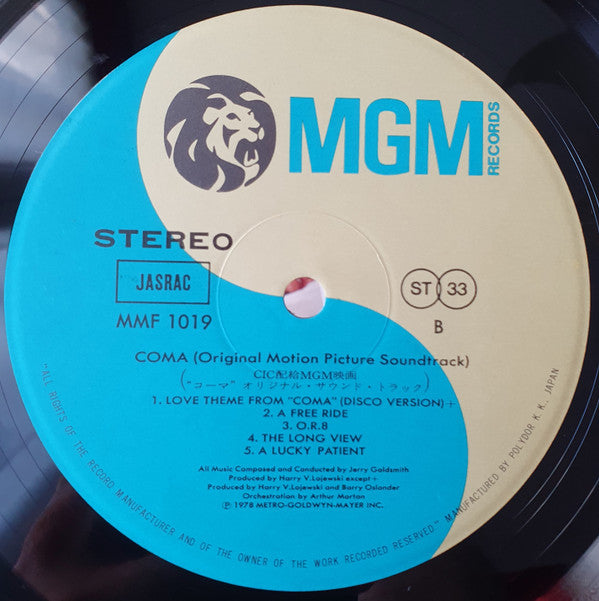 MGM
RECORDS
STEREO
JASRAC
MMF 1019
ST 33
B
COMA (Original Motion Picture Soundtrack)
CIC配給MGM映画
("コーマ" オリジナル・サウンド・トラック)
1. LOVE THEME FROM "COMA" (DISCO VERSION)+
2. A FREE RIDE
3. O.R.8
4. THE LONG VIEW
5. A LUCKY PATIENT
All Music Composed and Conducted by Jerry Goldsmith
Produced by Harry V.Lojewski except+
Produced by Harry V.Lojewski and Barry Oslander
Orchestration by Arthur Morton
Ⓟ 1978 METRO-GOLDWYN-MAYER INC.
"ALL RIGHTS OF THE RECORD MANUFACTURER AND OF THE OWNER OF THE WORK RECORDED RESERVED" MANUFACTURED BY POLYDOR K. K., JAPAN